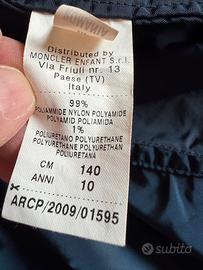 Distributed by
MONCLER ENFANT S.r.l.
Via Friuli nr. 13
Paese (TV)
Italy
99%
POLIAMMIDE NYLON POLYAMIDE
POLYAMID POLIAMIDA
1%
POLIURETANO POLYURETHANE
POLYURETHAN POLYURETHAN
POLIURETANA
CM 140
ANNI 10
ARCP/2009/01595
subito